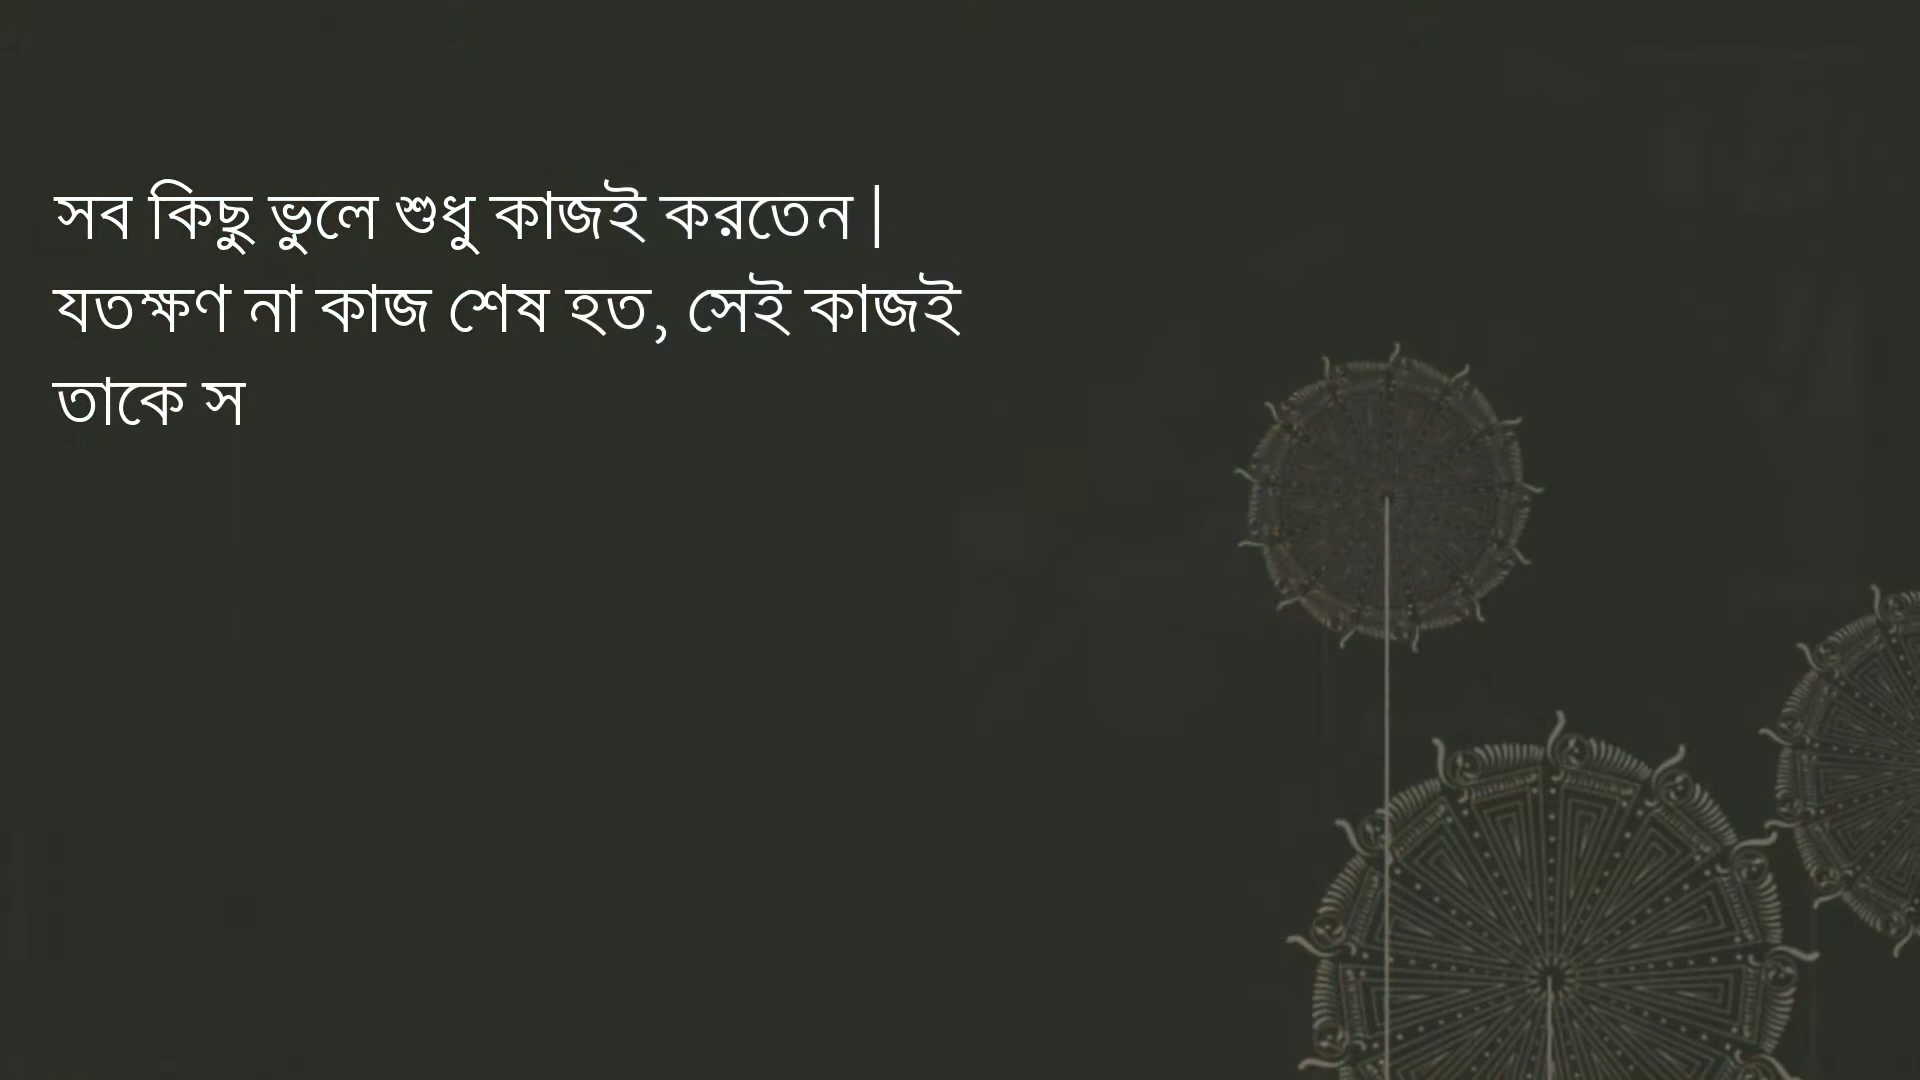 সব কিছু ভুলে শুধু কাজই করতেন |
যতক্ষণ না কাজ শেষ হত, সেই কাজই
তাকে স